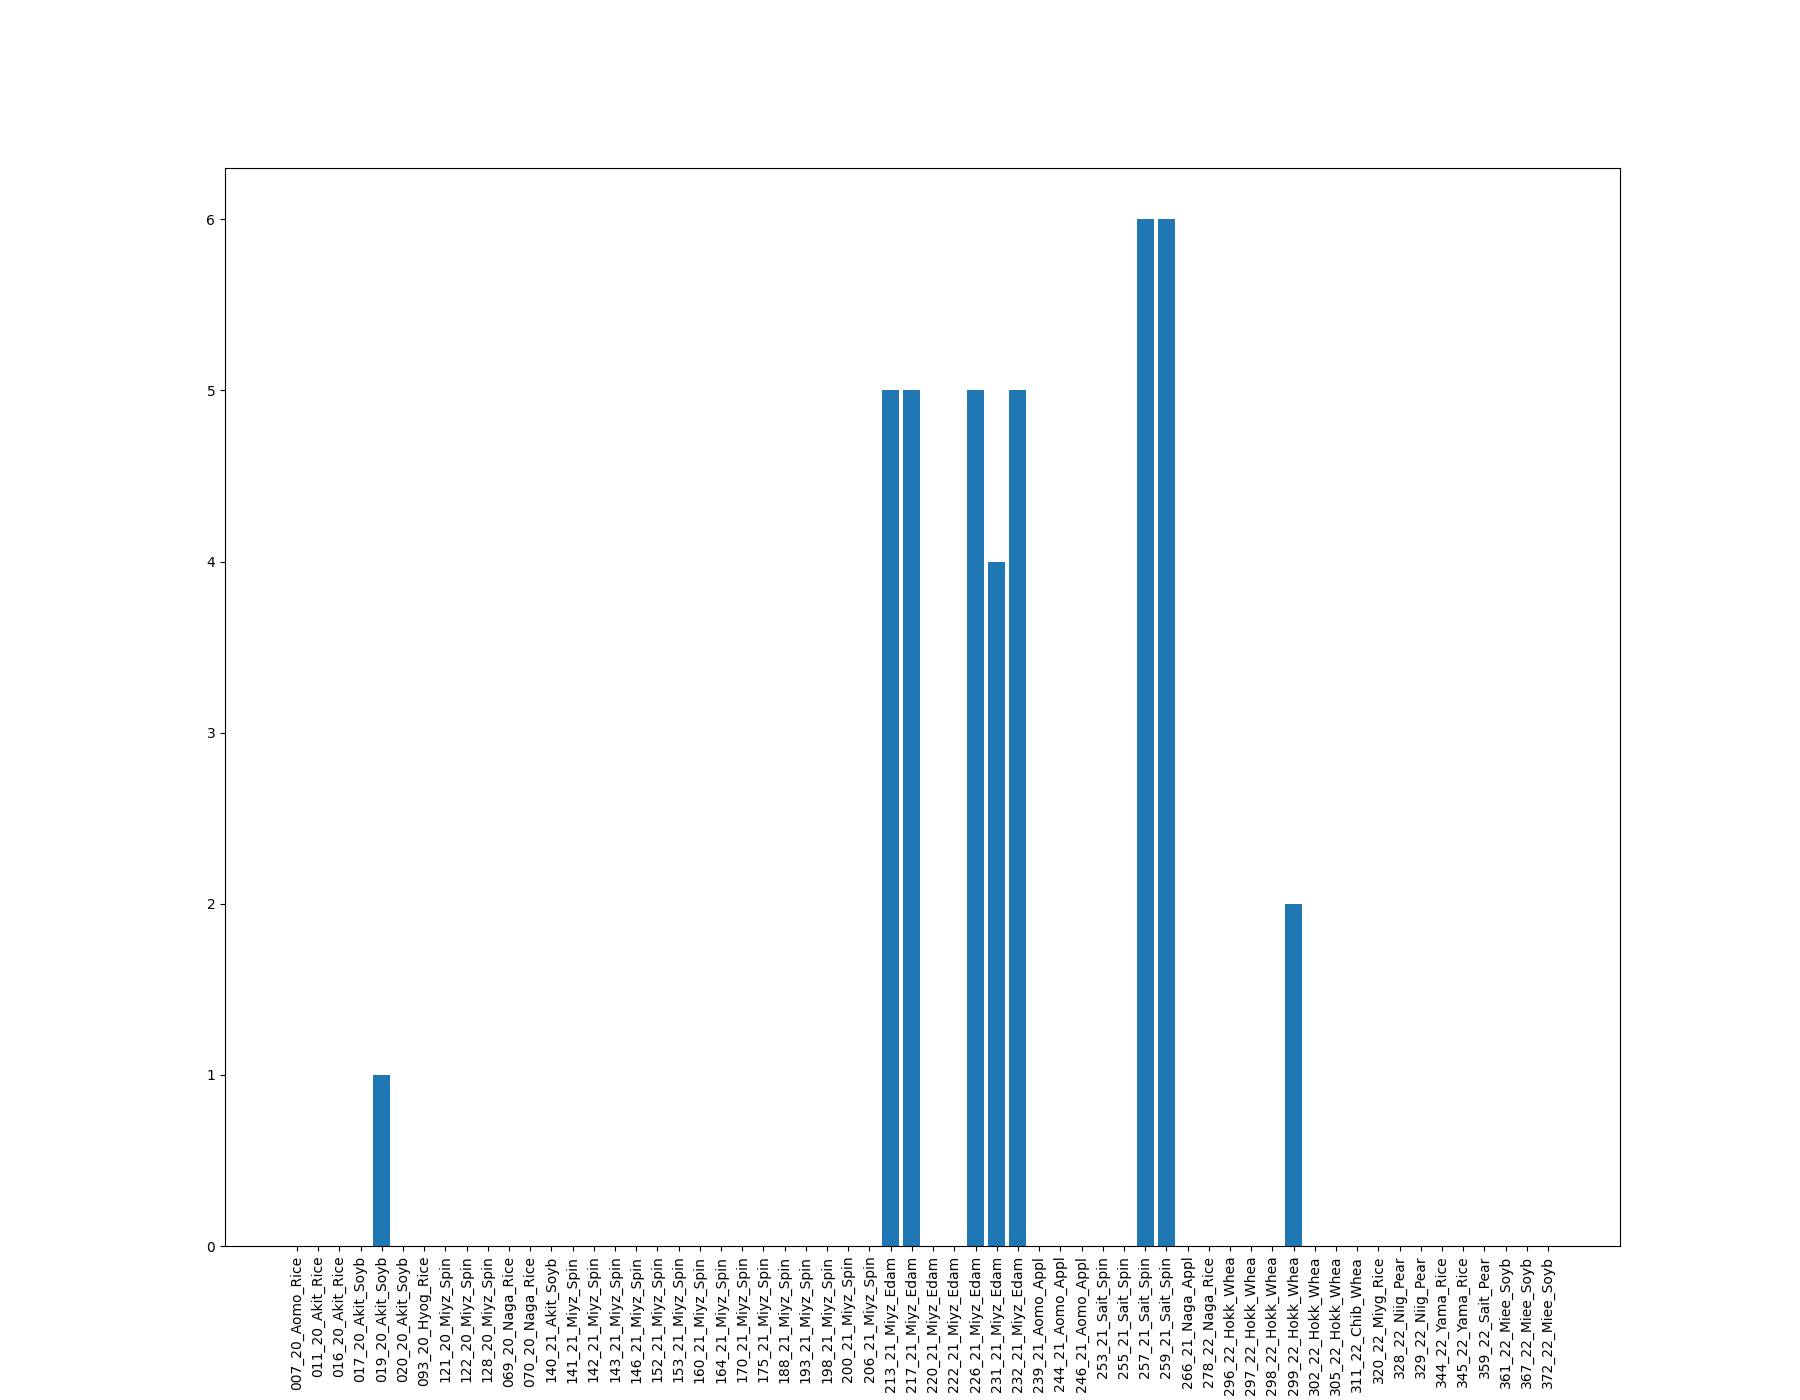 6
5
4
3
2
1
0
007_20_Aomo_Rice
011_20_Akit_Rice
016_20_Akit_Rice
017_20_Akit_Soyb
019_20_Akit_Soyb
020_20_Akit_Soyb
093_20_Hyog_Rice
121_20_Miyz_Spin
122_20_Miyz_Spin
128_20_Miyz_Spin
069_20_Naga_Rice
070_20_Naga_Rice
140_21_Akit_Soyb
141_21_Miyz_Spin
142_21_Miyz_Spin
143_21_Miyz_Spin
146_21_Miyz_Spin
152_21_Miyz_Spin
153_21_Miyz_Spin
160_21_Miyz_Spin
164_21_Miyz_Spin
170_21_Miyz_Spin
175_21_Miyz_Spin
188_21_Miyz_Spin
193_21_Miyz_Spin
198_21_Miyz_Spin
200_21_Miyz_Spin
206_21_Miyz_Spin
213_21_Miyz_Edam
217_21_Miyz_Edam
220_21_Miyz_Edam
222_21_Miyz_Edam
226_21_Miyz_Edam
231_21_Miyz_Edam
232_21_Miyz_Edam
239_21_Aomo_Appl
244_21_Aomo_Appl
246_21_Aomo_Appl
253_21_Sait_Spin
255_21_Sait_Spin
257_21_Sait_Spin
259_21_Sait_Spin
266_21_Naga_Appl
278_22_Naga_Rice
296_22_Hokk_Whea
297_22_Hokk_Whea
298_22_Hokk_Whea
299_22_Hokk_Whea
302_22_Hokk_Whea
305_22_Hokk_Whea
311_22_Chib_Whea
320_22_Miyg_Rice
328_22_Niig_Pear
329_22_Niig_Pear
344_22_Yama_Rice
345_22_Yama_Rice
359_22_Sait_Pear
361_22_Miee_Soyb
367_22_Miee_Soyb
372_22_Miee_Soyb